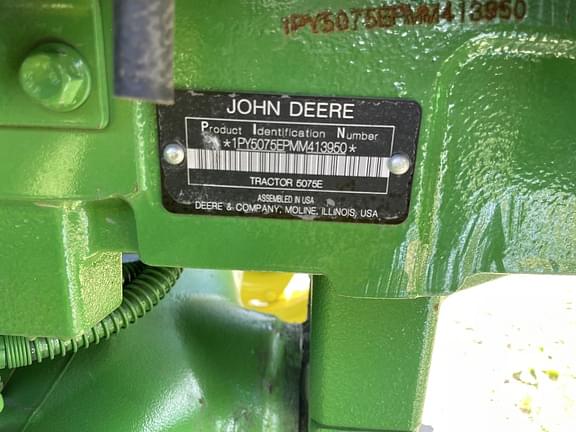 1PY5075EPMM413950
JOHN DEERE
Product Identification Number
*1PY5075EPMM413950*
TRACTOR 5075E
ASSEMBLED IN USA
DEERE & COMPANY, MOLINE, ILLINOIS, USA